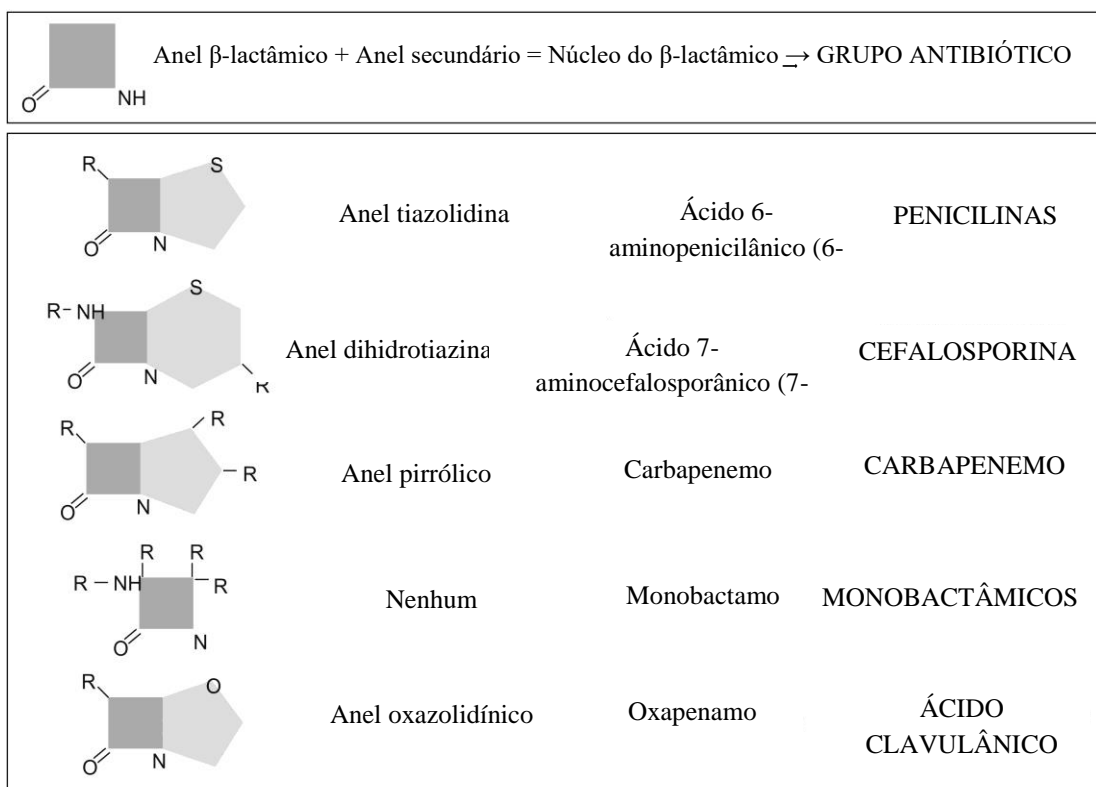 Anel β-lactâmico + Anel secundário = Núcleo do β-lactâmico → GRUPO ANTIBIÓTICO
O
NH
R
S
O
N
Anel tiazolidina
Ácido 6-
aminopenicilânico (6-
PENICILINAS
R-NH
S
O
N
R
Anel dihidrotiazina
Ácido 7-
aminocefalosporânico (7-
CEFALOSPORINA
R
R
R
O
N
Anel pirrólico
Carbapenemo
CARBAPENEMO
R
R
R-NH
R
O
N
Nenhum
Monobactamo
MONOBACTÂMICOS
R
O
O
N
Anel oxazolidínico
Oxapenamo
ÁCIDO
CLAVULÂNICO